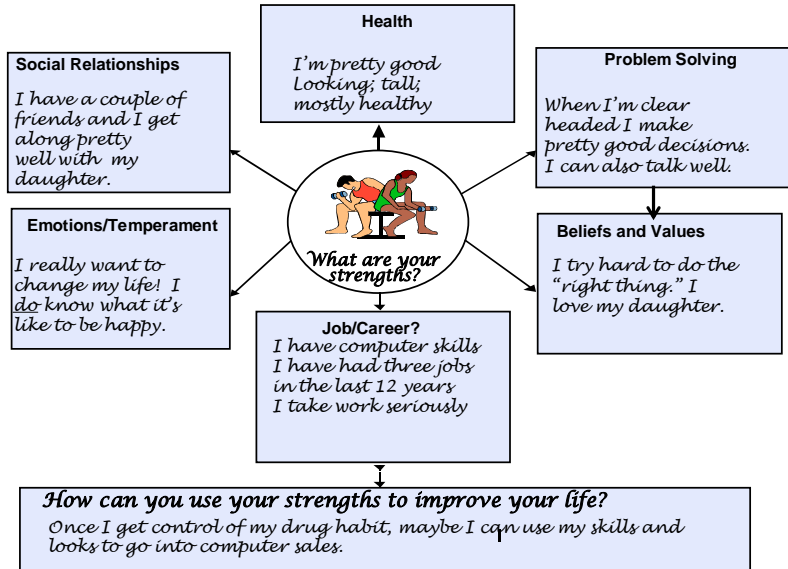 Health
I'm pretty good
Looking; tall;
mostly healthy
Social Relationships
I have a couple of
friends and I get
along pretty
well with my
daughter.
Problem Solving
When I'm clear
headed I make
pretty good decisions.
I can also talk well.
What are your
strengths?
Emotions/Temperament
I really want to
change my life! I
do know what it's
like to be happy.
Beliefs and Values
I try hard to do the
“right thing.” I
love my daughter.
Job/Career?
I have computer skills
I have had three jobs
in the last 12 years
I take work seriously
How can you use your strengths to improve your life?
Once I get control of my drug habit, maybe I can use my skills and
looks to go into computer sales.